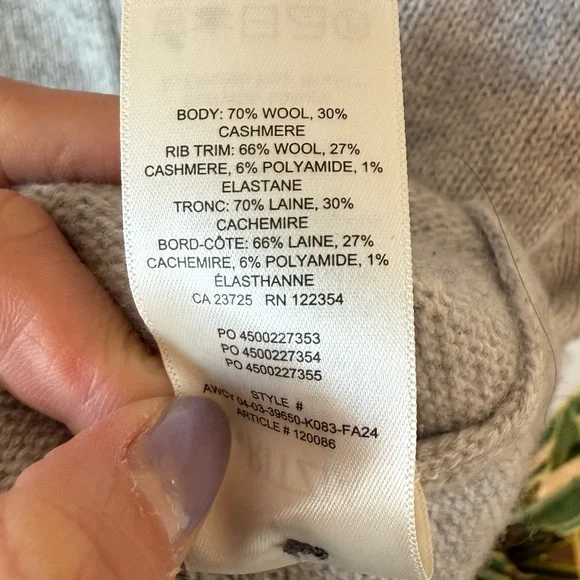 BODY: 70% WOOL, 30%
CASHMERE
RIB TRIM: 66% WOOL, 27%
CASHMERE, 6% POLYAMIDE, 1%
ELASTANE
TRONC: 70% LAINE, 30%
CACHEMIRE
BORD-CÔTE: 66% LAINE, 27%
CACHEMIRE, 6% POLYAMIDE, 1%
ÉLASTHANNE
CA 23725 RN 122354
PO 4500227353
PO 4500227354
PO 4500227355
STYLE #
AWCY 04-03-39650-K083-FA24
ARTICLE # 120086